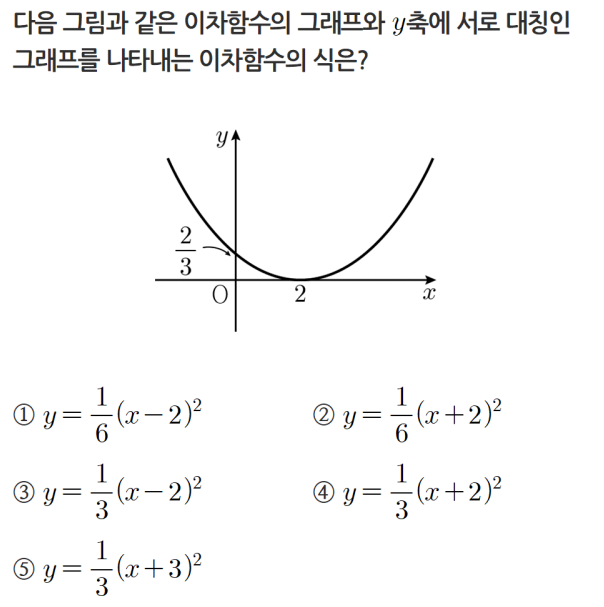 다음 그림과 같은 이차함수의 그래프와 y축에 서로 대칭인
그래프를 나타내는 이차함수의 식은?
y
2/3
O
2
x
① y = 1/6(x − 2)²
② y = 1/6(x + 2)²
③ y = 1/3(x − 2)²
④ y = 1/3(x + 2)²
⑤ y = 1/3(x + 3)²